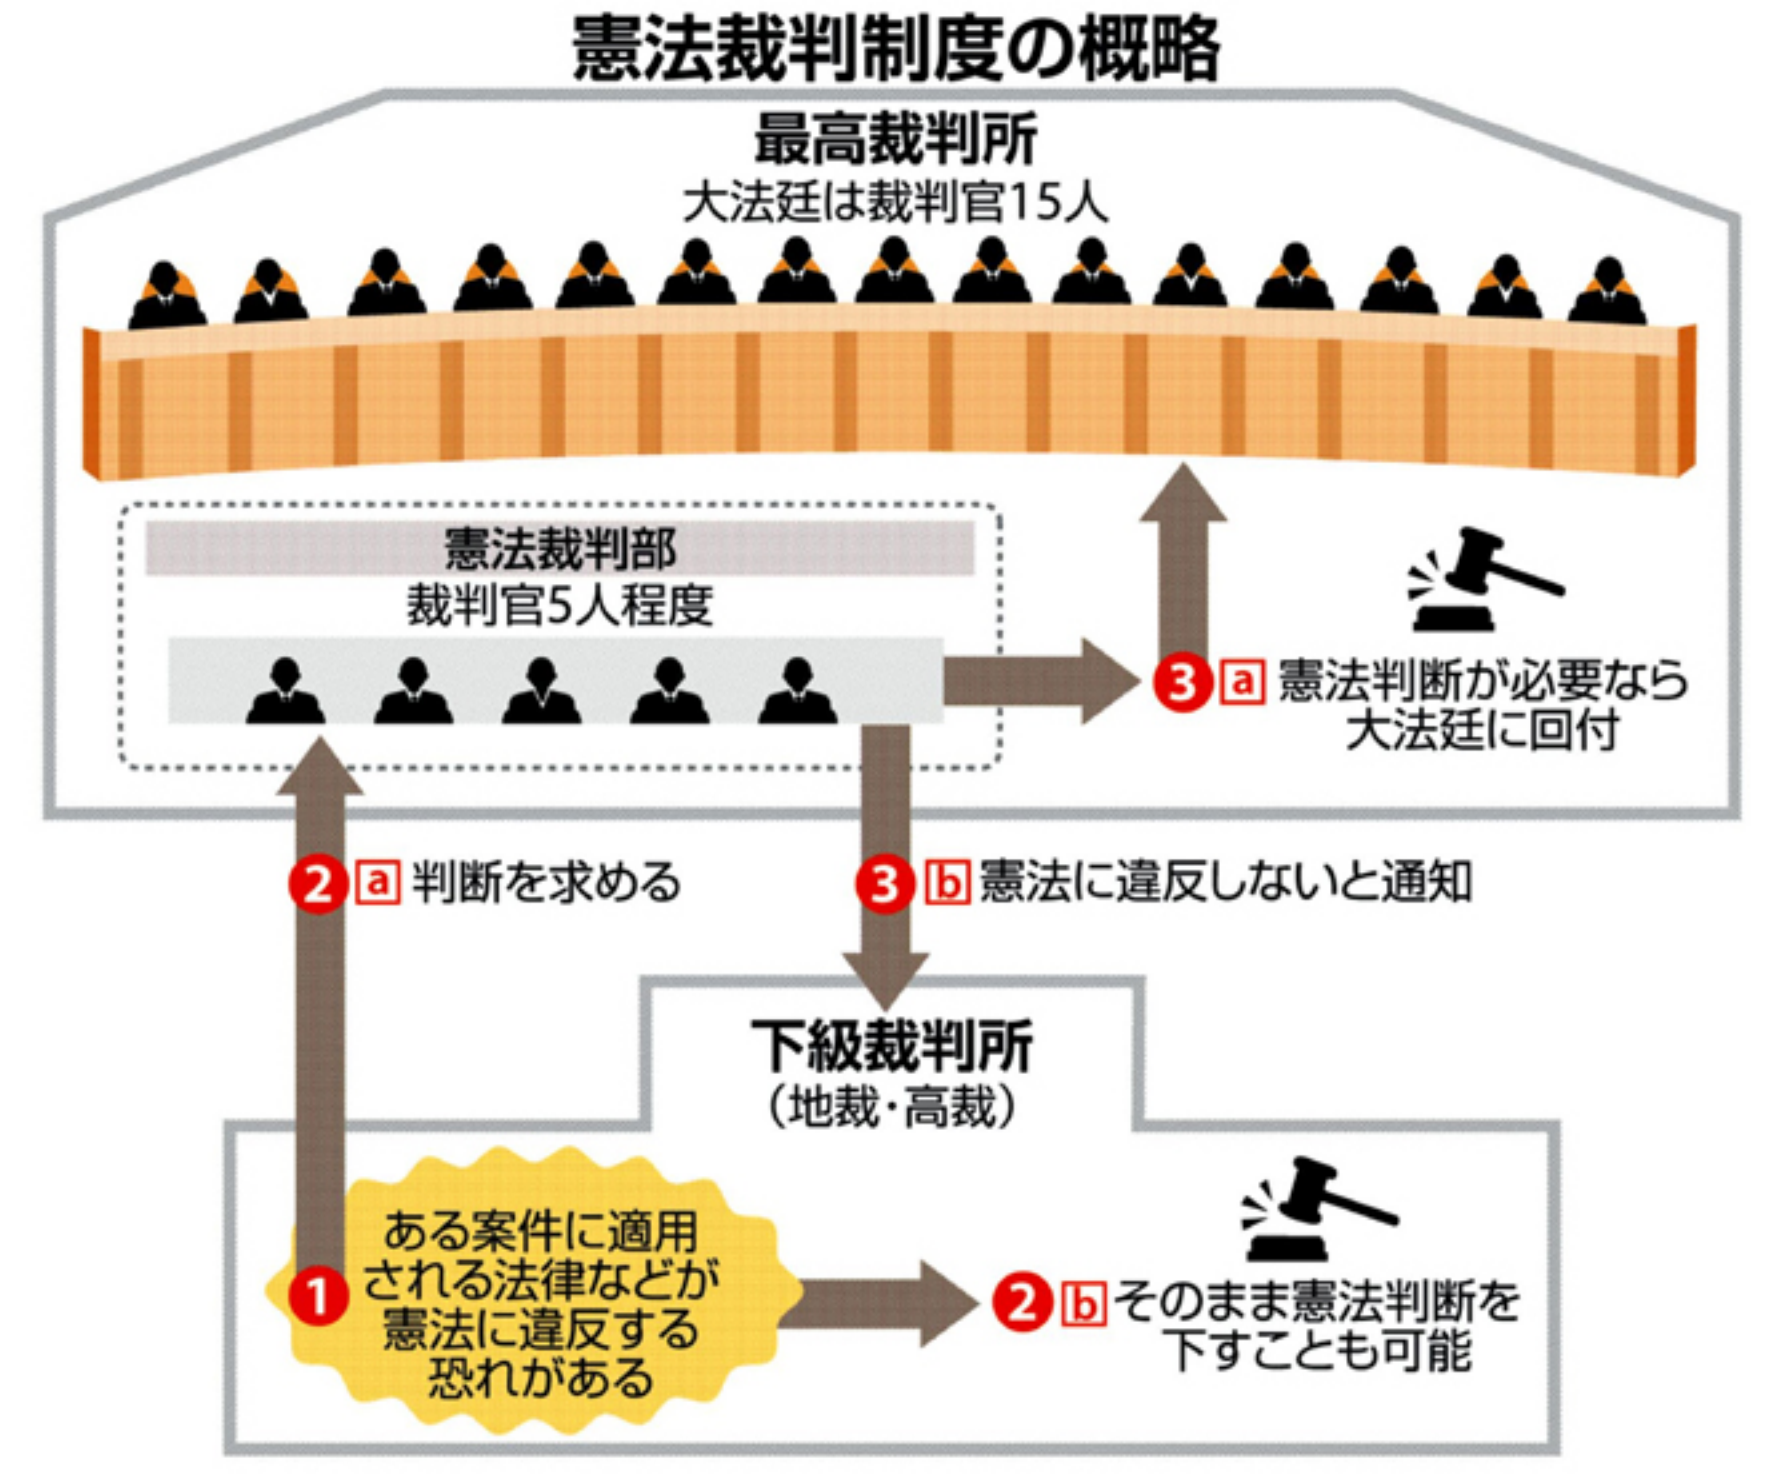 憲法裁判制度の概略
最高裁判所
大法廷は裁判官15人
憲法裁判部
裁判官5人程度
3 a 憲法判断が必要なら
大法廷に回付
2 a 判断を求める
3 b 憲法に違反しないと通知
下級裁判所
（地裁・高裁）
ある案件に適用
される法律などが
1 憲法に違反する
恐れがある
2 b そのまま憲法判断を
下すことも可能